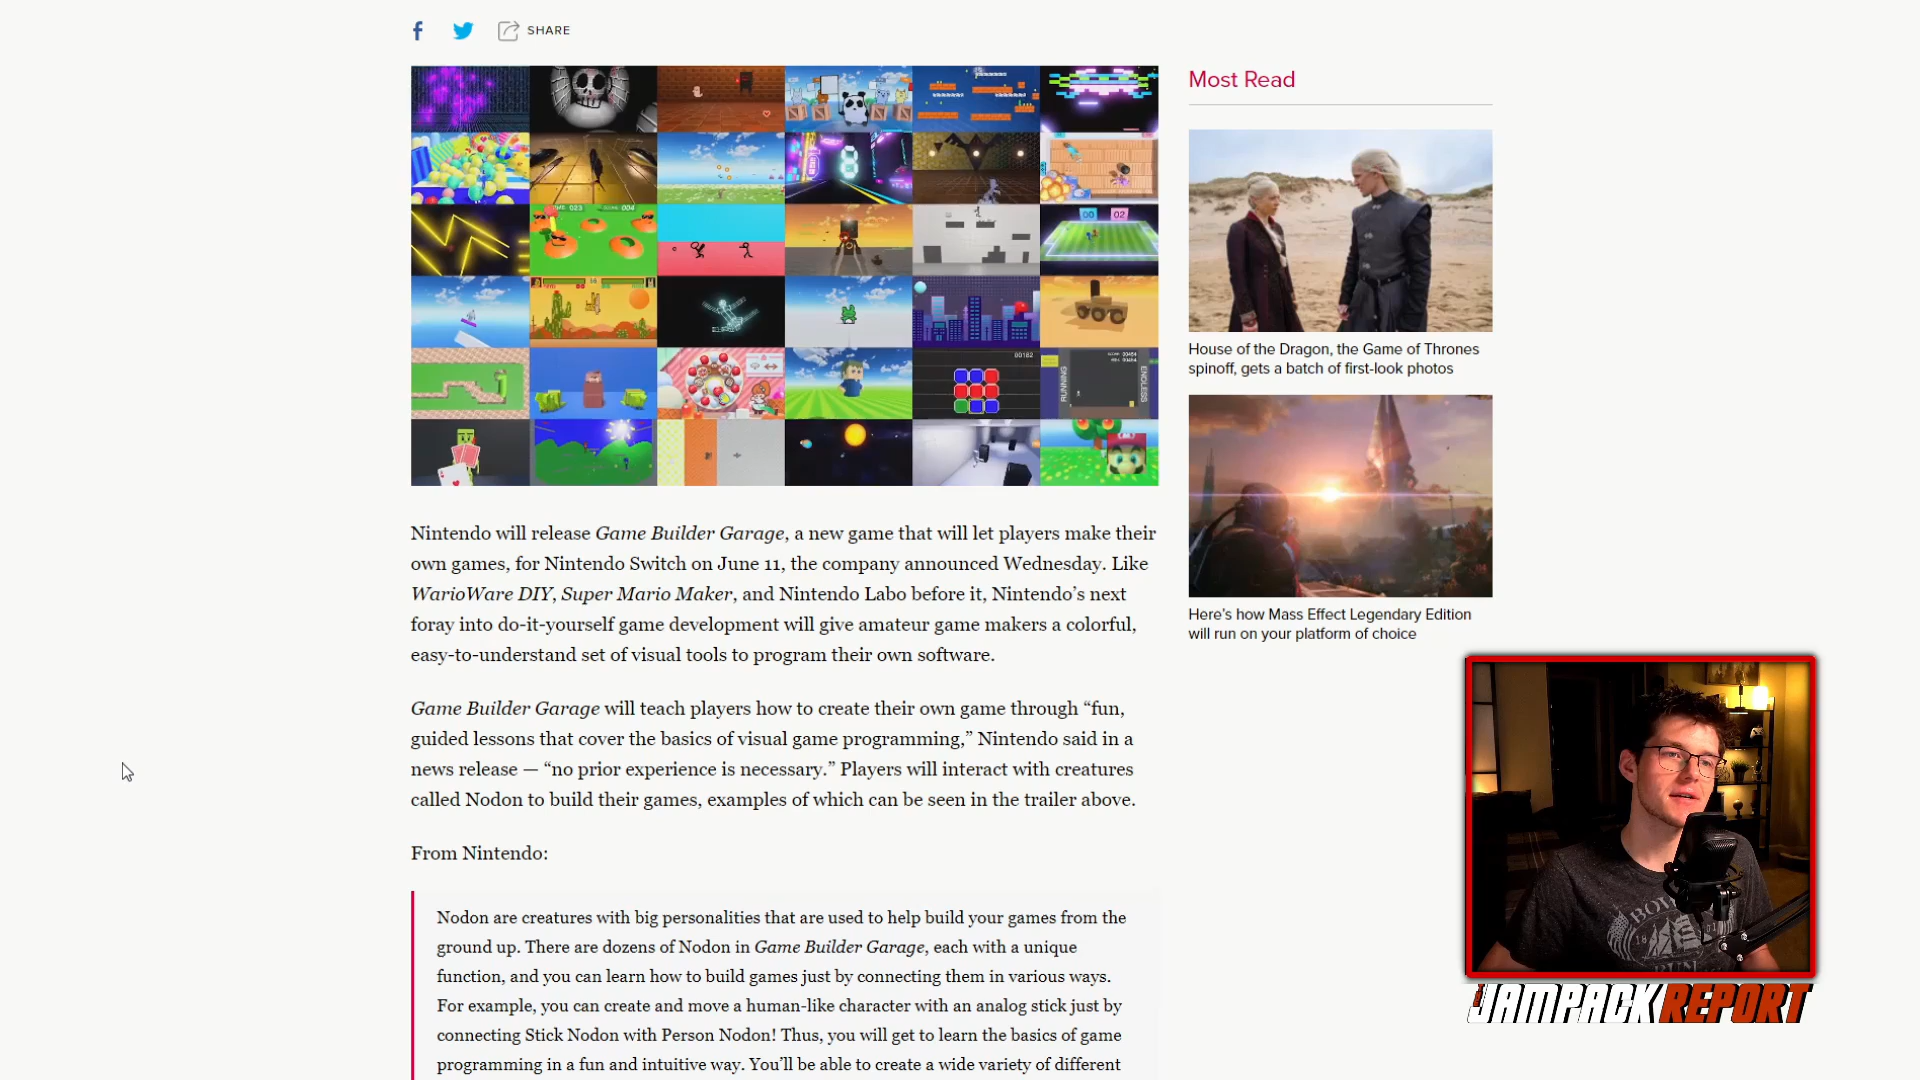 SHARE
023
004
00 02
00182
RUNNING
ENDLESS
Most Read
House of the Dragon, the Game of Thrones
spinoff, gets a batch of first-look photos
Here’s how Mass Effect Legendary Edition
will run on your platform of choice
Nintendo will release Game Builder Garage, a new game that will let players make their
own games, for Nintendo Switch on June 11, the company announced Wednesday. Like
WarioWare DIY, Super Mario Maker, and Nintendo Labo before it, Nintendo’s next
foray into do-it-yourself game development will give amateur game makers a colorful,
easy-to-understand set of visual tools to program their own software.
Game Builder Garage will teach players how to create their own game through “fun,
guided lessons that cover the basics of visual game programming,” Nintendo said in a
news release — “no prior experience is necessary.” Players will interact with creatures
called Nodon to build their games, examples of which can be seen in the trailer above.
From Nintendo:
Nodon are creatures with big personalities that are used to help build your games from the
ground up. There are dozens of Nodon in Game Builder Garage, each with a unique
function, and you can learn how to build games just by connecting them in various ways.
For example, you can create and move a human-like character with an analog stick just by
connecting Stick Nodon with Person Nodon! Thus, you will get to learn the basics of game
programming in a fun and intuitive way. You’ll be able to create a wide variety of different
JAMPACK REPORT